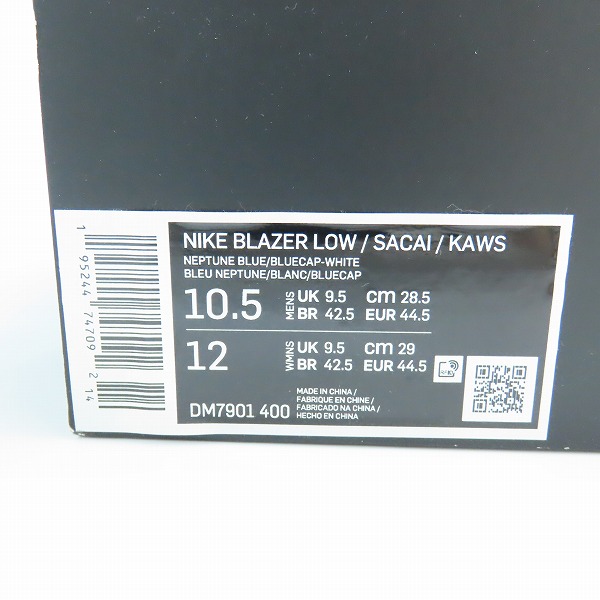 NIKE BLAZER LOW / SACAI / KAWS
NEPTUNE BLUE/BLUECAP-WHITE
BLEU NEPTUNE/BLANC/BLUECAP
10.5 MENS UK 9.5 CM 28.5
BR 42.5 EUR 44.5
12 WMNS UK 9.5 CM 29
BR 42.5 EUR 44.5
RFID
DM7901 400
MADE IN CHINA /
FABRIQUE EN CHINE /
FABRICADO NA CHINA /
HECHO EN CHINA
1 95244 74709 2 14